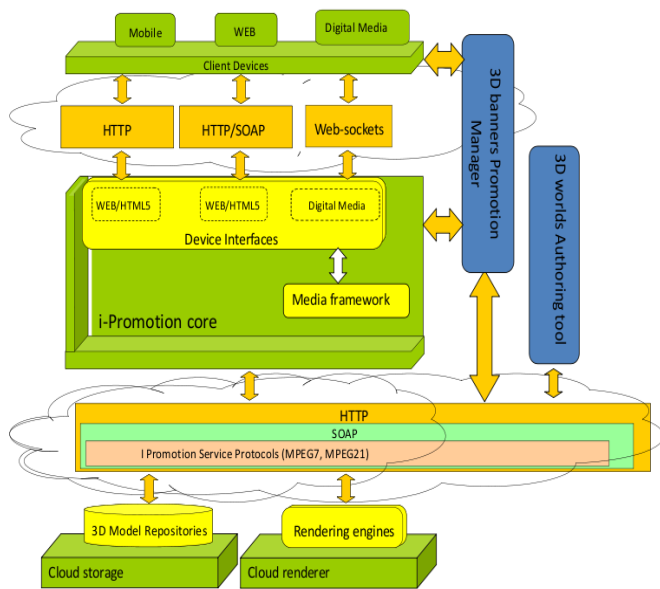 Mobile
WEB
Digital Media
Client Devices
HTTP
HTTP/SOAP
Web-sockets
3D banners Promotion
Manager
3D worlds Authoring tool
WEB/HTML5
WEB/HTML5
Digital Media
Device Interfaces
Media framework
i-Promotion core
HTTP
SOAP
I Promotion Service Protocols (MPEG7, MPEG21)
3D Model Repositories
Rendering engines
Cloud storage
Cloud renderer